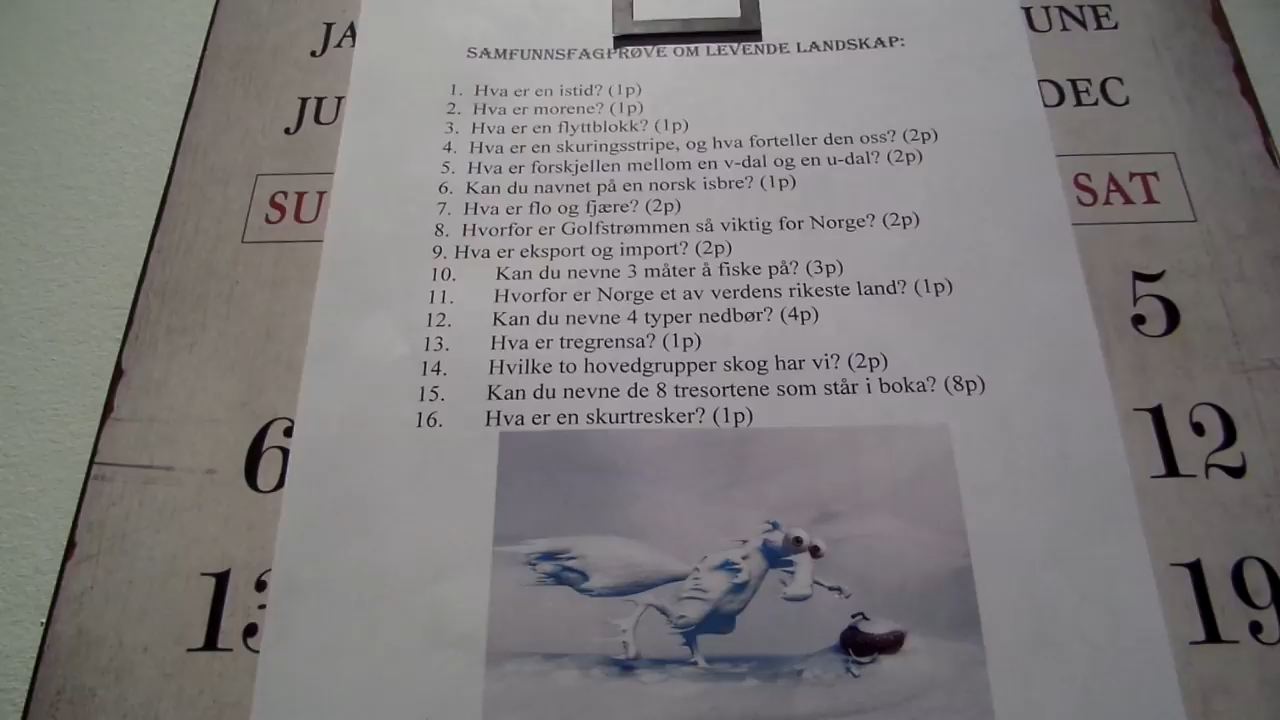 JA
UNE
JU
DEC
SU
SAT
5
6
12
13
19
SAMFUNNSFAGPRØVE OM LEVENDE LANDSKAP:
1. Hva er en istid? (1p)
2. Hva er morene? (1p)
3. Hva er en flyttblokk? (1p)
4. Hva er en skuringsstripe, og hva forteller den oss? (2p)
5. Hva er forskjellen mellom en v-dal og en u-dal? (2p)
6. Kan du navnet på en norsk isbre? (1p)
7. Hva er flo og fjære? (2p)
8. Hvorfor er Golfstrømmen så viktig for Norge? (2p)
9. Hva er eksport og import? (2p)
10. Kan du nevne 3 måter å fiske på? (3p)
11. Hvorfor er Norge et av verdens rikeste land? (1p)
12. Kan du nevne 4 typer nedbør? (4p)
13. Hva er tregrensa? (1p)
14. Hvilke to hovedgrupper skog har vi? (2p)
15. Kan du nevne de 8 tresortene som står i boka? (8p)
16. Hva er en skurtresker? (1p)